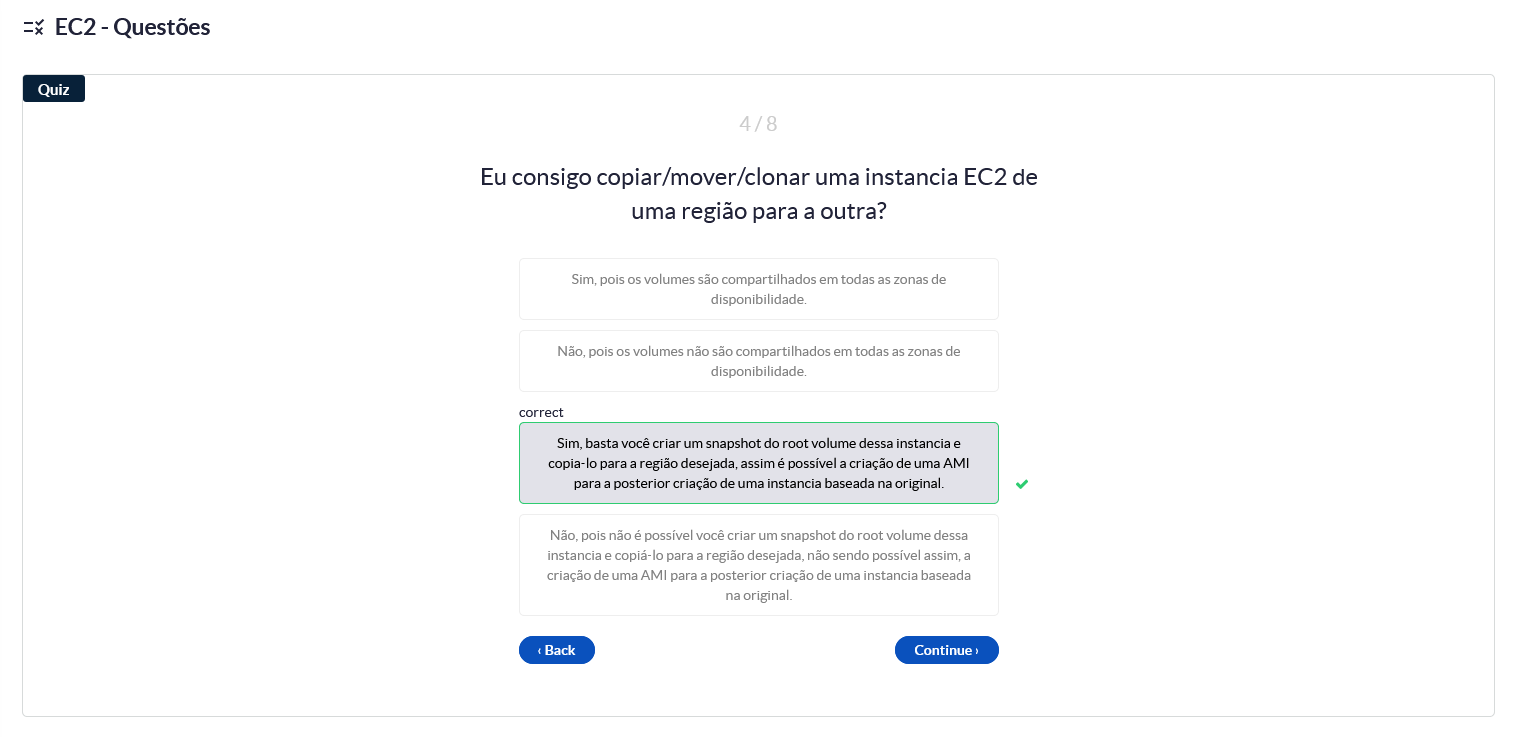 EC2 - Questões
Quiz
4 / 8
Eu consigo copiar/mover/clonar uma instancia EC2 de
uma região para a outra?
Sim, pois os volumes são compartilhados em todas as zonas de
disponibilidade.
Não, pois os volumes não são compartilhados em todas as zonas de
disponibilidade.
correct
Sim, basta você criar um snapshot do root volume dessa instancia e
copia-lo para a região desejada, assim é possível a criação de uma AMI
para a posterior criação de uma instancia baseada na original.
Não, pois não é possível você criar um snapshot do root volume dessa
instancia e copiá-lo para a região desejada, não sendo possível assim, a
criação de uma AMI para a posterior criação de uma instancia baseada
na original.
‹ Back
Continue ›